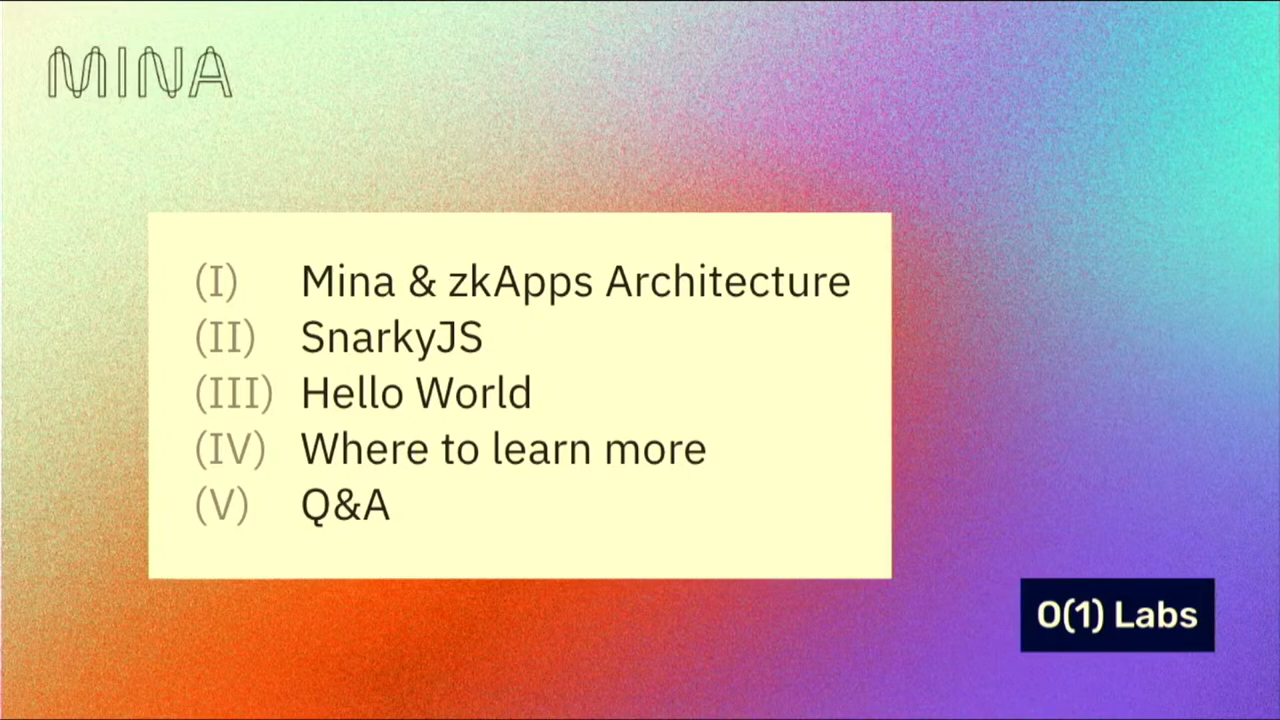 MINA
(I) Mina & zkApps Architecture
(II) SnarkyJS
(III) Hello World
(IV) Where to learn more
(V) Q&A
O(1) Labs